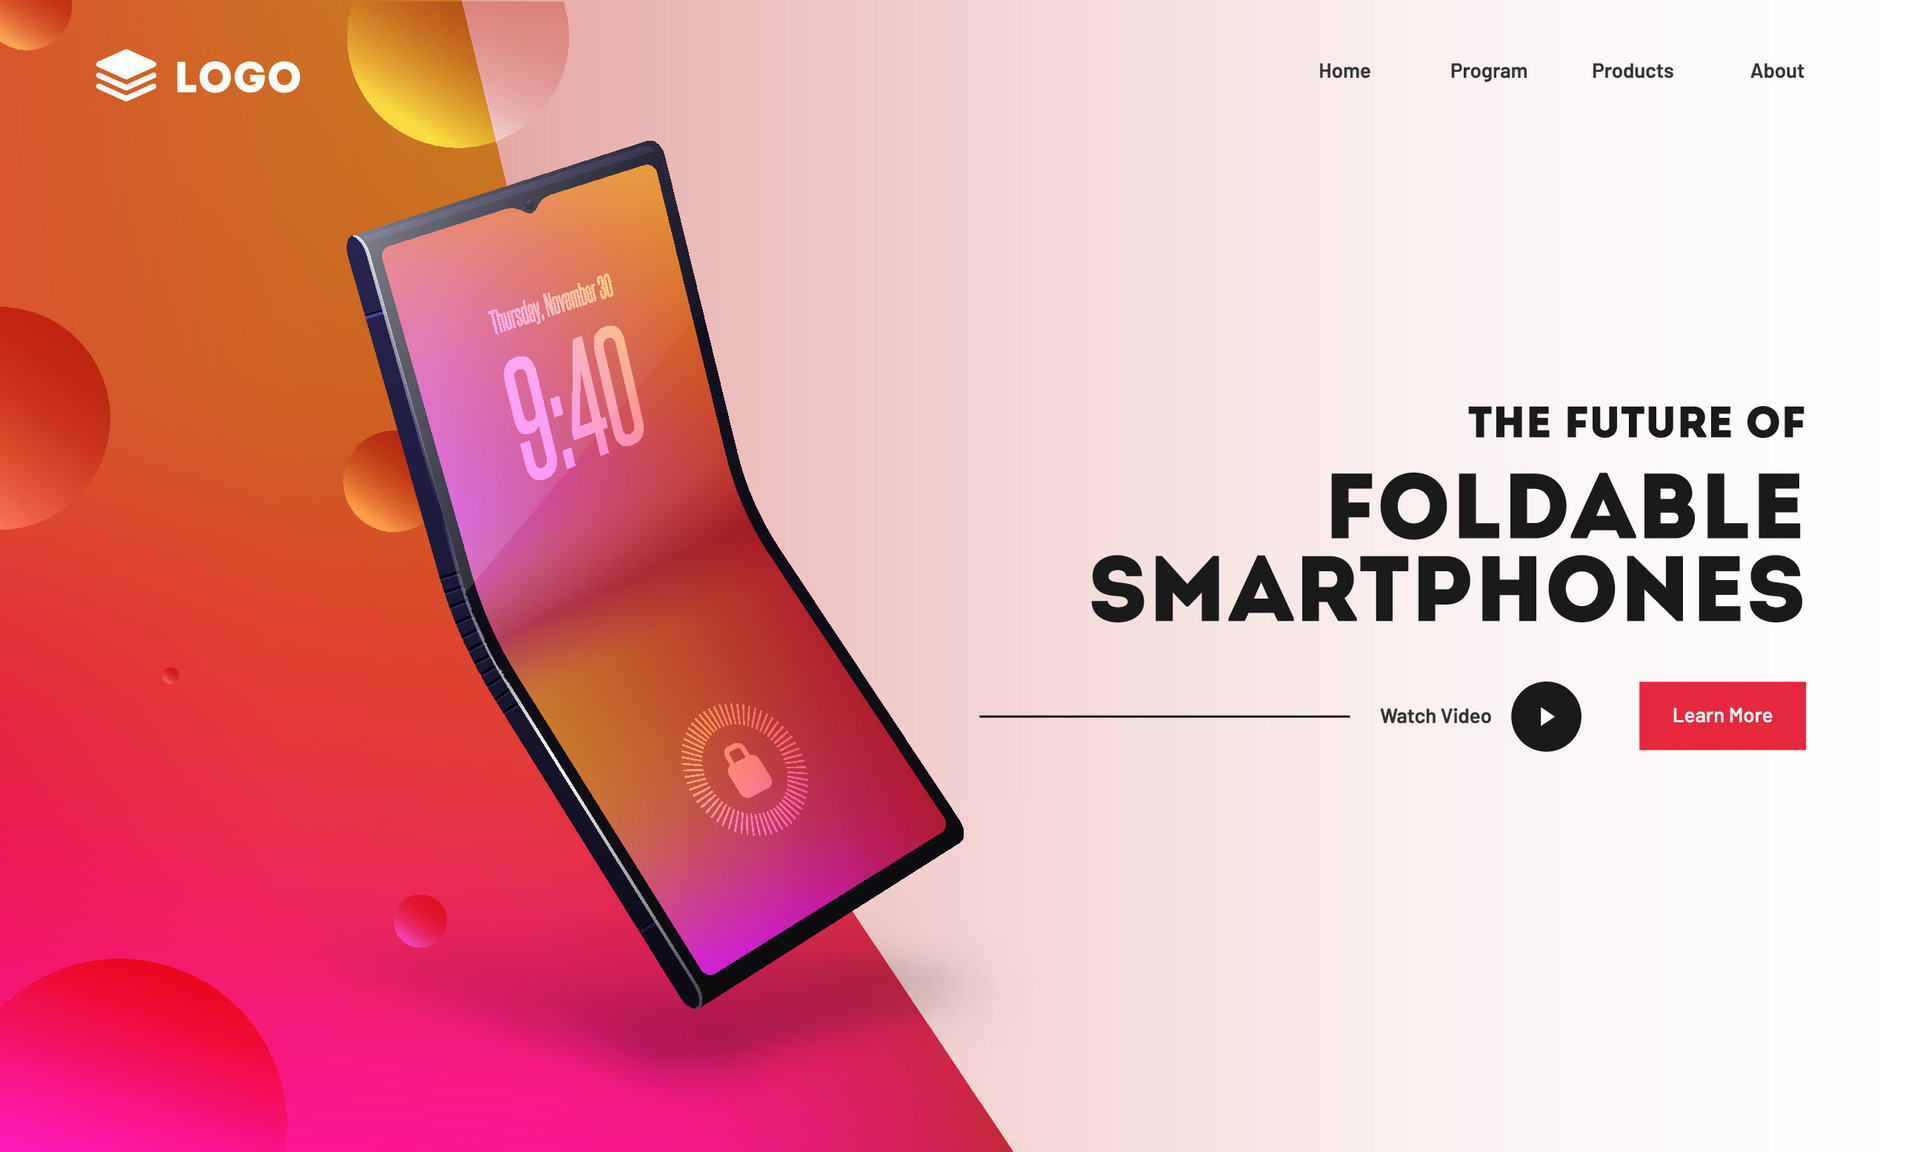 LOGO
Home Program Products About
Thursday, November 30
9:40
THE FUTURE OF
FOLDABLE
SMARTPHONES
Watch Video
Learn More